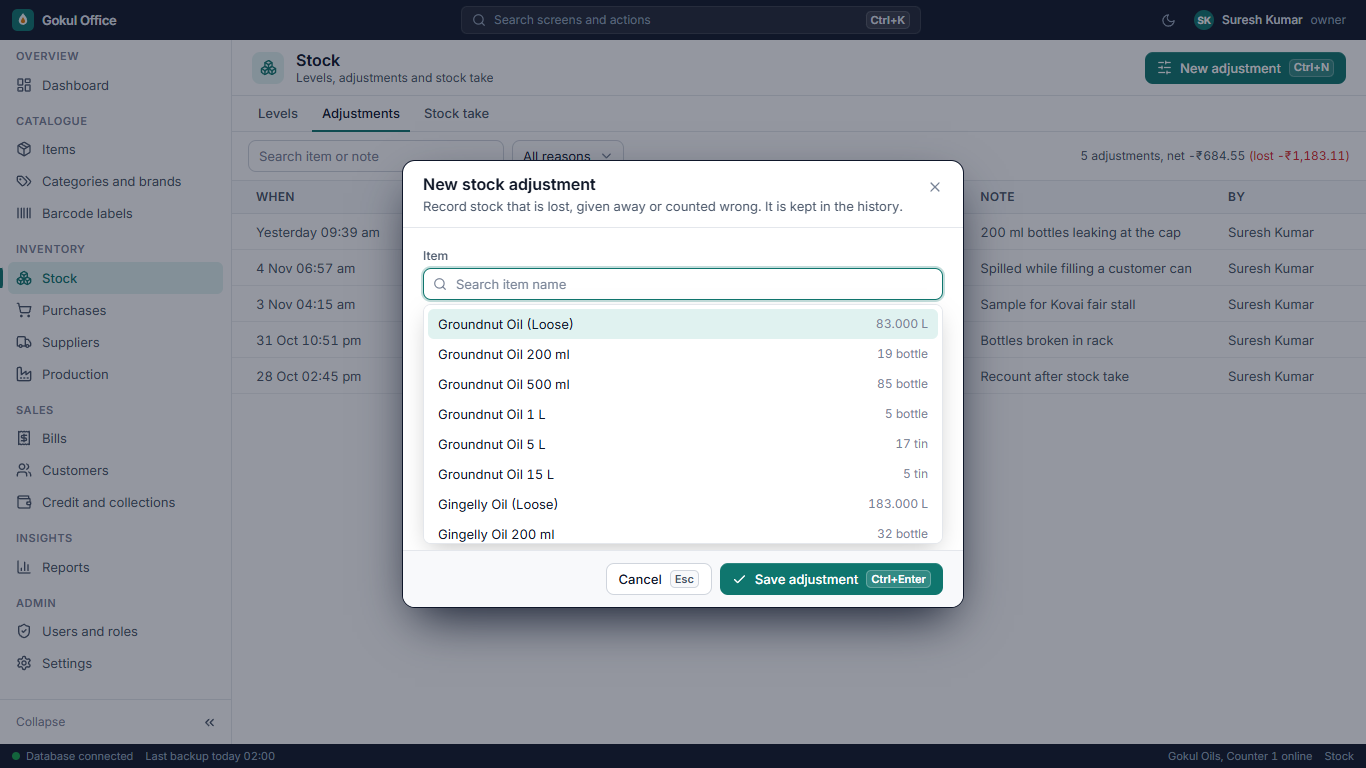 Gokul Office
Search screens and actions Ctrl+K
SK Suresh Kumar owner
OVERVIEW
Dashboard
CATALOGUE
Items
Categories and brands
Barcode labels
INVENTORY
Stock
Purchases
Suppliers
Production
SALES
Bills
Customers
Credit and collections
INSIGHTS
Reports
ADMIN
Users and roles
Settings
Collapse
Stock
Levels, adjustments and stock take
New adjustment Ctrl+N
Levels Adjustments Stock take
Search item or note All reasons 5 adjustments, net -₹684.55 (lost -₹1,183.11)
WHEN NOTE BY
Yesterday 09:39 am 200 ml bottles leaking at the cap Suresh Kumar
4 Nov 06:57 am Spilled while filling a customer can Suresh Kumar
3 Nov 04:15 am Sample for Kovai fair stall Suresh Kumar
31 Oct 10:51 pm Bottles broken in rack Suresh Kumar
28 Oct 02:45 pm Recount after stock take Suresh Kumar
New stock adjustment
Record stock that is lost, given away or counted wrong. It is kept in the history.
Item
Search item name
Groundnut Oil (Loose) 83.000 L
Groundnut Oil 200 ml 19 bottle
Groundnut Oil 500 ml 85 bottle
Groundnut Oil 1 L 5 bottle
Groundnut Oil 5 L 17 tin
Groundnut Oil 15 L 5 tin
Gingelly Oil (Loose) 183.000 L
Gingelly Oil 200 ml 32 bottle
Cancel Esc Save adjustment Ctrl+Enter
Database connected Last backup today 02:00 Gokul Oils, Counter 1 online Stock